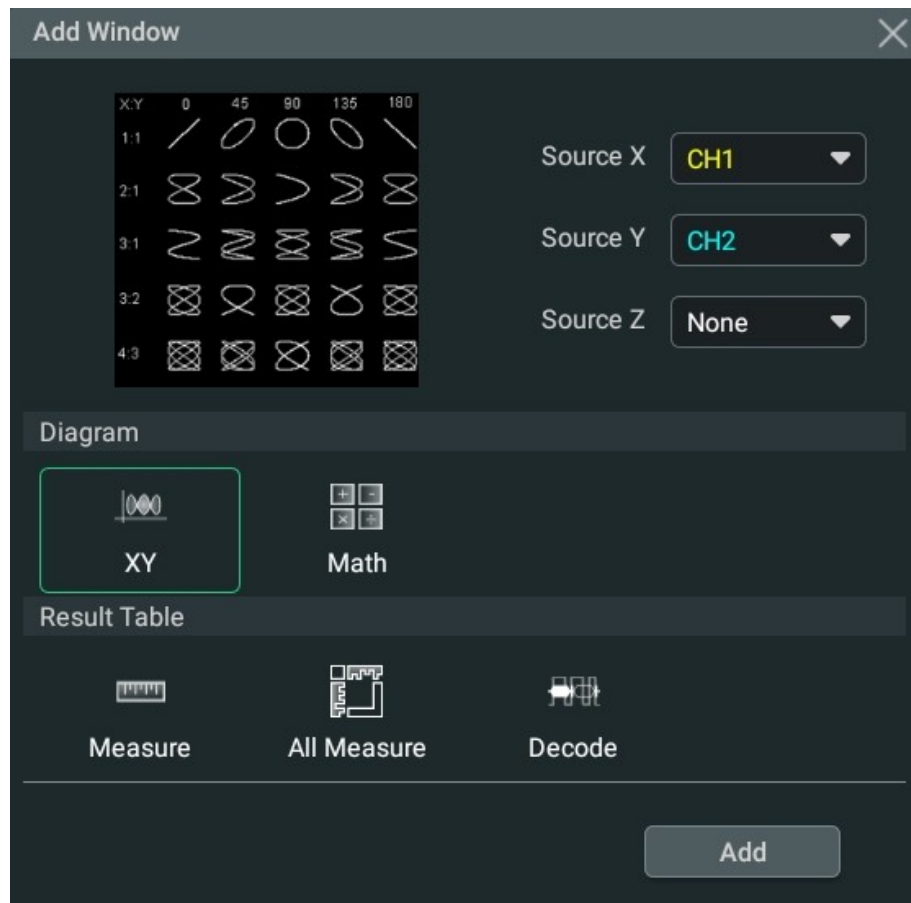 Add Window
X:Y 0 45 90 135 180
1:1
2:1
3:1
3:2
4:3
Source X CH1
Source Y CH2
Source Z None
Diagram
XY Math
Result Table
Measure All Measure Decode
Add